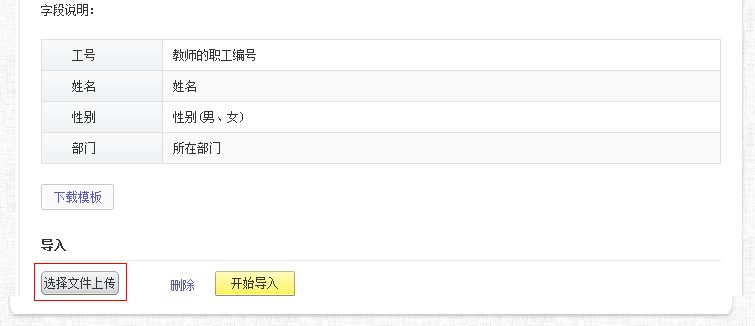 字段说明：
工号 教师的职工编号
姓名 姓名
性别 性别(男、女)
部门 所在部门
下载模板
导入
选择文件上传 删除 开始导入